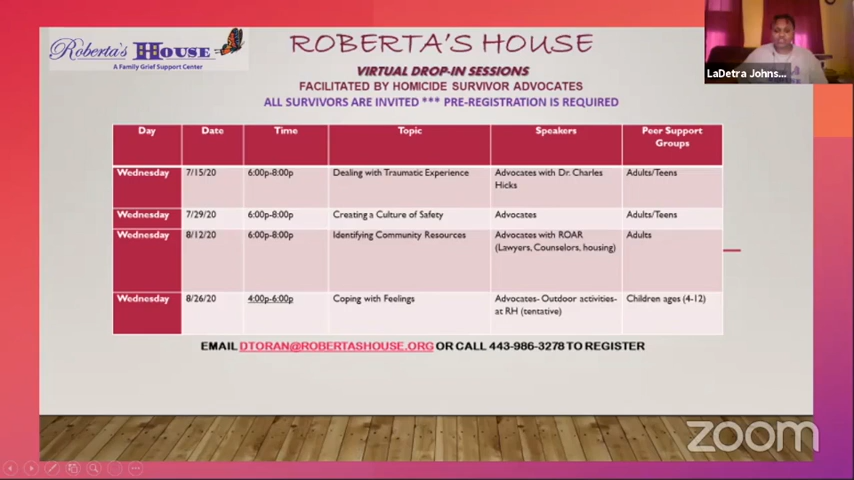 Roberta's HOUSE
A Family Grief Support Center
ROBERTA'S HOUSE
VIRTUAL DROP-IN SESSIONS
FACILITATED BY HOMICIDE SURVIVOR ADVOCATES
ALL SURVIVORS ARE INVITED *** PRE-REGISTRATION IS REQUIRED
LaDetra Johns...
Day Date Time Topic Speakers Peer Support
Groups
Wednesday 7/15/20 6:00p-8:00p Dealing with Traumatic Experience Advocates with Dr. Charles Adults/Teens
Hicks
Wednesday 7/29/20 6:00p-8:00p Creating a Culture of Safety Advocates Adults/Teens
Wednesday 8/12/20 6:00p-8:00p Identifying Community Resources Advocates with ROAR Adults
(Lawyers, Counselors, housing)
Wednesday 8/26/20 4:00p-6:00p Coping with Feelings Advocates- Outdoor activities- Children ages (4-12)
at RH (tentative)
EMAIL DTORAN@ROBERTASHOUSE.ORG OR CALL 443-986-3278 TO REGISTER
zoom